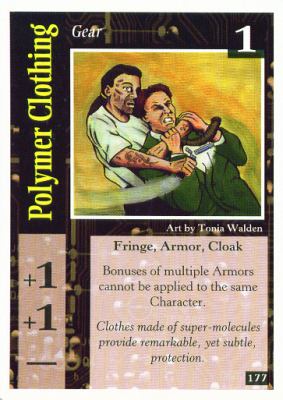 Polymer Clothing
Gear
1
Art by Tonia Walden
Fringe, Armor, Cloak
Bonuses of multiple Armors
cannot be applied to the same
Character.
Clothes made of super-molecules
provide remarkable, yet subtle,
protection.
+1
+1
—
177